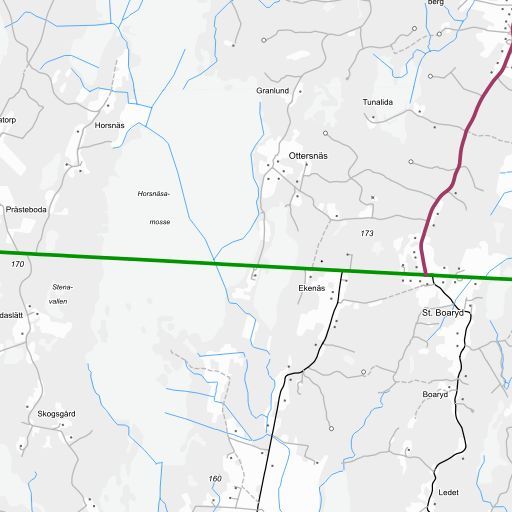 berg
Granlund
Tunalida
atorp
Horsnäs
Ottersnäs
Horsnäsa-
mosse
Prästeboda
173
170
Stena-
vallen
Ekenäs
daslätt
St. Boaryd
Boaryd
Skogsgård
160
Ledet